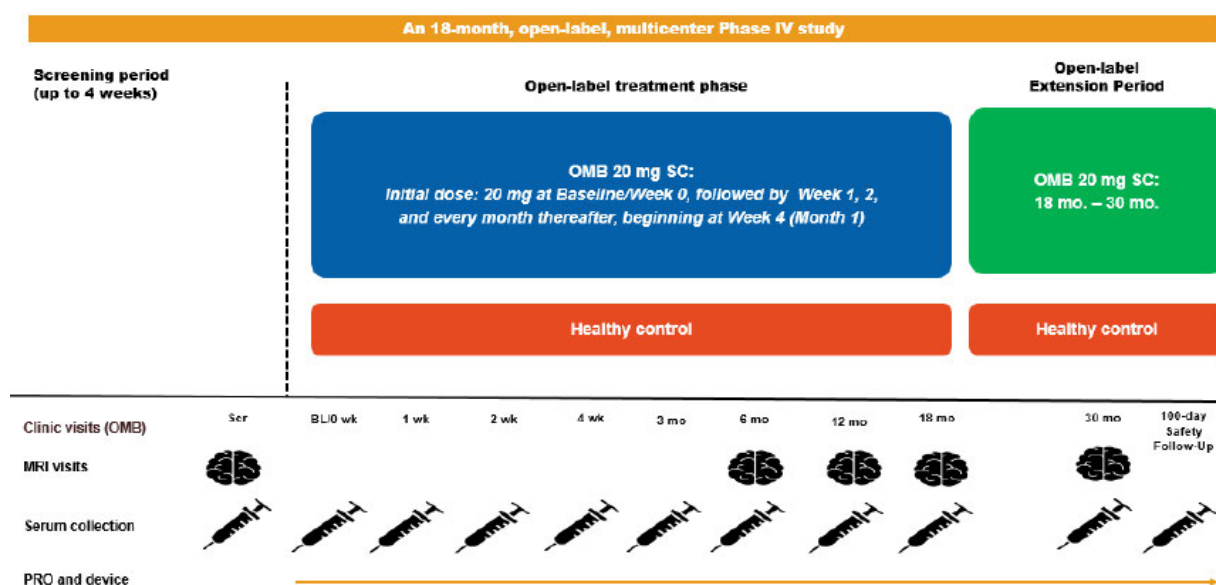 An 18-month, open-label, multicenter Phase IV study
Screening period
(up to 4 weeks)
Open-label treatment phase
Open-label
Extension Period
OMB 20 mg SC:
Initial dose: 20 mg at Baseline/Week 0, followed by Week 1, 2,
and every month thereafter, beginning at Week 4 (Month 1)
OMB 20 mg SC:
18 mo. – 30 mo.
Healthy control
Healthy control
Clinic visits (OMB) Scr BL/0 wk 1 wk 2 wk 4 wk 3 mo 6 mo 12 mo 18 mo 30 mo 100-day
Safety
Follow-Up
MRI visits
Serum collection
PRO and device